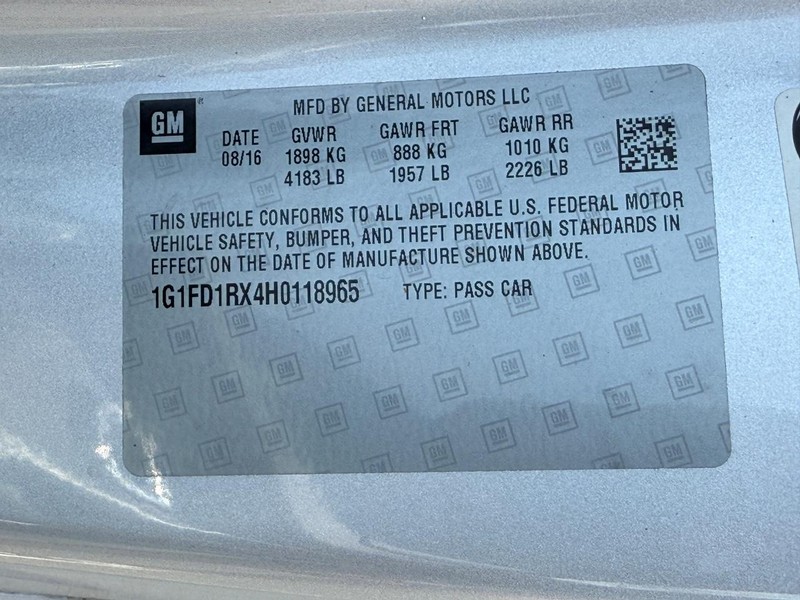 GM
MFD BY GENERAL MOTORS LLC
DATE GVWR GAWR FRT GAWR RR
08/16 1898 KG 888 KG 1010 KG
4183 LB 1957 LB 2226 LB
THIS VEHICLE CONFORMS TO ALL APPLICABLE U.S. FEDERAL MOTOR
VEHICLE SAFETY, BUMPER, AND THEFT PREVENTION STANDARDS IN
EFFECT ON THE DATE OF MANUFACTURE SHOWN ABOVE.
1G1FD1RX4H0118965 TYPE: PASS CAR